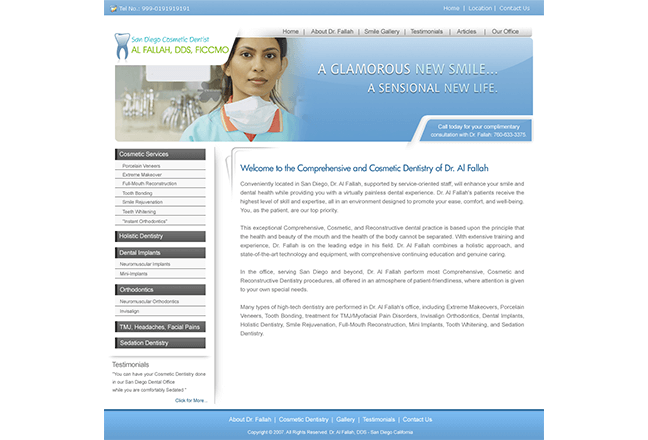 Tel No.: 999-0191919191
Home | Location | Contact Us
San Diego Cosmetic Dentist
AL FALLAH, DDS, FICCMO
Home | About Dr. Fallah | Smile Gallery | Testimonials | Articles | Our Office
A GLAMOROUS NEW SMILE...
A SENSIONAL NEW LIFE.
Call today for your complimentary
consultation with Dr. Fallah. 760-633-3375
Cosmetic Services
Porcelain Veneers
Extreme Makeover
Full-Mouth Reconstruction
Tooth Bonding
Smile Rejuvenation
Teeth Whitening
"Instant Orthodontics"
Holistic Dentistry
Dental Implants
Neuromuscular Implants
Mini-Implants
Orthodontics
Neuromuscular Orthodontics
Invisalign
TMJ, Headaches, Facial Pains
Sedation Dentistry
Testimonials
"You can have your Cosmetic Dentistry done
in our San Diego Dental Office
while you are comfortably Sedated."
Click for More...
Welcome to the Comprehensive and Cosmetic Dentistry of Dr. Al Fallah
Conveniently located in San Diego, Dr. Al Fallah, supported by service-oriented staff, will enhance your smile and
dental health while providing you with a virtually painless dental experience. Dr. Al Fallah's patients receive the
highest level of skill and expertise, all in an environment designed to promote your ease, comfort, and well-being.
You, as the patient, are our top priority.
This exceptional Comprehensive, Cosmetic, and Reconstructive dental practice is based upon the principle that
the health and beauty of the mouth and the health of the body cannot be separated. With extensive training and
experience, Dr. Fallah is on the leading edge in his field. Dr. Al Fallah combines a holistic approach, and
state-of-the-art technology and equipment, with comprehensive continuing education and genuine caring.
In the office, serving San Diego and beyond, Dr. Al Fallah perform most Comprehensive, Cosmetic and
Reconstructive Dentistry procedures, all offered in an atmosphere of patient-friendliness, where attention is given
to your own special needs.
Many types of high-tech dentistry are performed in Dr. Al Fallah's office, including Extreme Makeovers, Porcelain
Veneers, Tooth Bonding, treatment for TMJ/Myofacial Pain Disorders, Invisalign Orthodontics, Dental Implants,
Holistic Dentistry, Smile Rejuvenation, Full-Mouth Reconstruction, Mini Implants, Tooth Whitening, and Sedation
Dentistry.
About Dr. Fallah | Cosmetic Dentistry | Gallery | Testimonials | Contact Us
Copyright © 2007. All Rights Reserved. Dr. Al Fallah, DDS - San Diego California